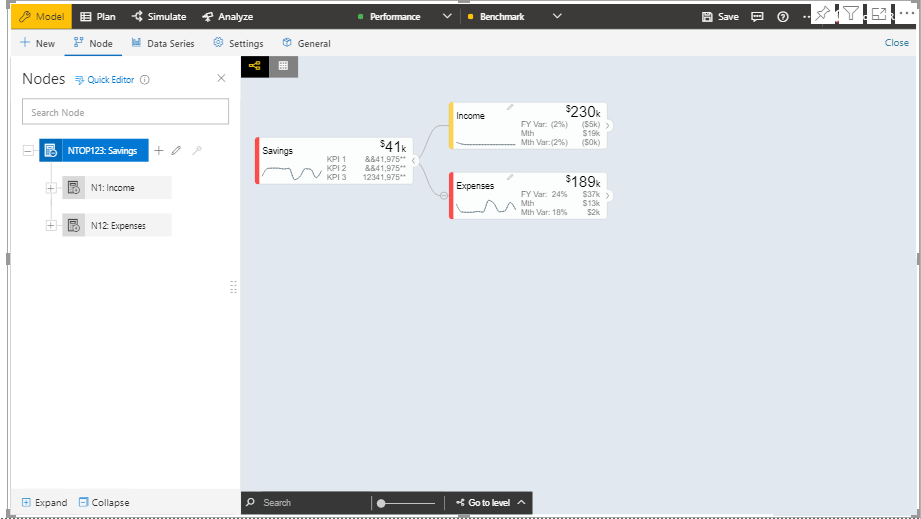 Model Plan Simulate Analyze Performance Benchmark Save
New Node Data Series Settings General Close
Nodes Quick Editor
Search Node
NTOP123: Savings
N1: Income
N12: Expenses
Expand Collapse
Savings $41k
KPI 1 &&41,975**
KPI 2 &&41,975**
KPI 3 12341,975**
Income $230k
FY Var: (2%) ($5k)
Mth $19k
Mth Var:(2%) ($0k)
Expenses $189k
FY Var: 24% $37k
Mth $13k
Mth Var: 18% $2k
Search Go to level